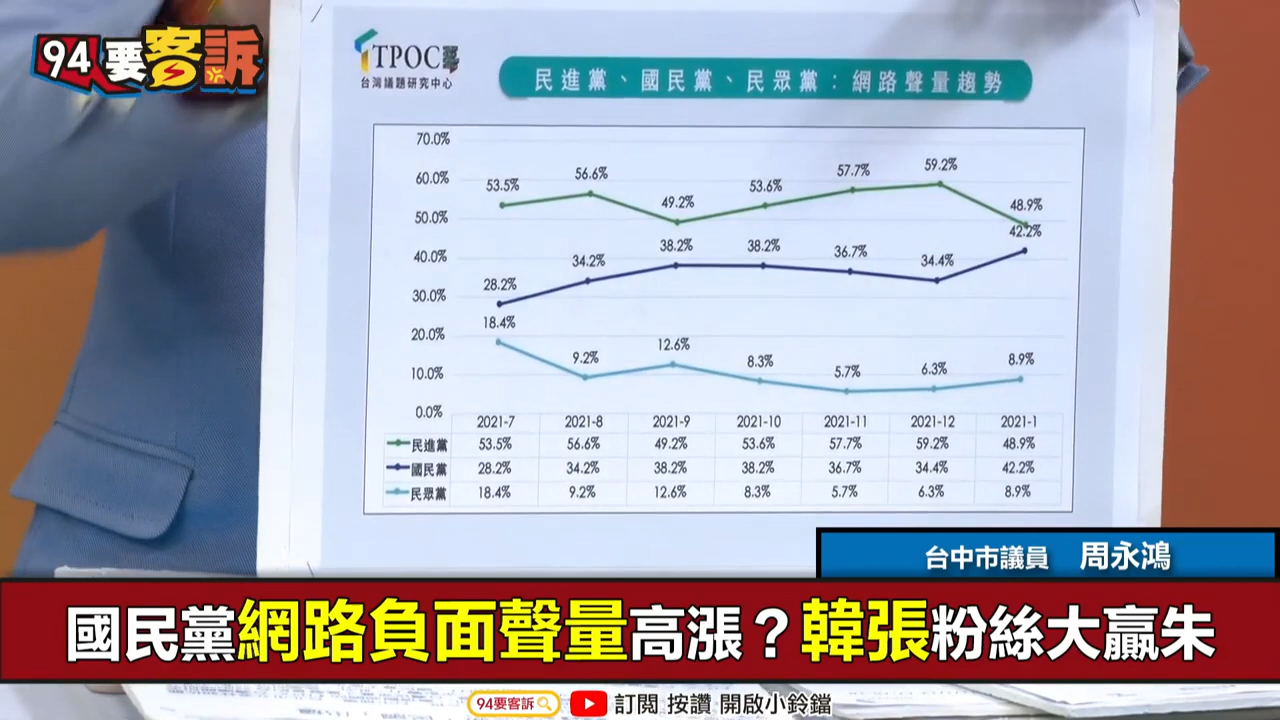 94要客訴
TPOC
台灣議題研究中心
民進黨、國民黨、民眾黨：網路聲量趨勢
70.0%
60.0%
50.0%
40.0%
30.0%
20.0%
10.0%
0.0%
53.5% 56.6% 49.2% 53.6% 57.7% 59.2% 48.9%
28.2% 34.2% 38.2% 38.2% 36.7% 34.4% 42.2%
18.4% 9.2% 12.6% 8.3% 5.7% 6.3% 8.9%
2021-7 2021-8 2021-9 2021-10 2021-11 2021-12 2021-1
民進黨 53.5% 56.6% 49.2% 53.6% 57.7% 59.2% 48.9%
國民黨 28.2% 34.2% 38.2% 38.2% 36.7% 34.4% 42.2%
民眾黨 18.4% 9.2% 12.6% 8.3% 5.7% 6.3% 8.9%
台中市議員 周永鴻
國民黨網路負面聲量高漲？韓張粉絲大贏朱
94要客訴 訂閱 按讚 開啟小鈴鐺